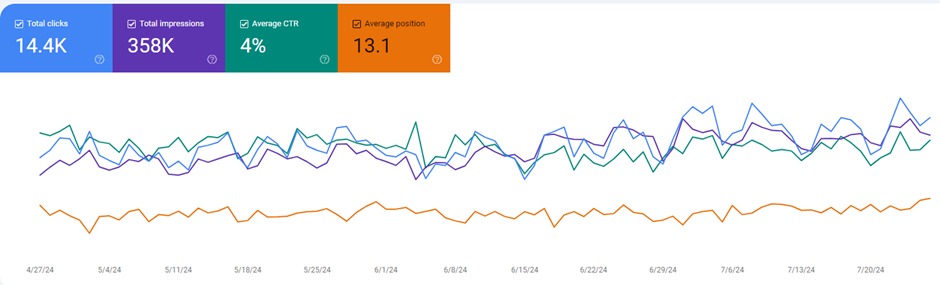 Total clicks
14.4K
Total impressions
358K
Average CTR
4%
Average position
13.1
4/27/24 5/4/24 5/11/24 5/18/24 5/25/24 6/1/24 6/8/24 6/15/24 6/22/24 6/29/24 7/6/24 7/13/24 7/20/24